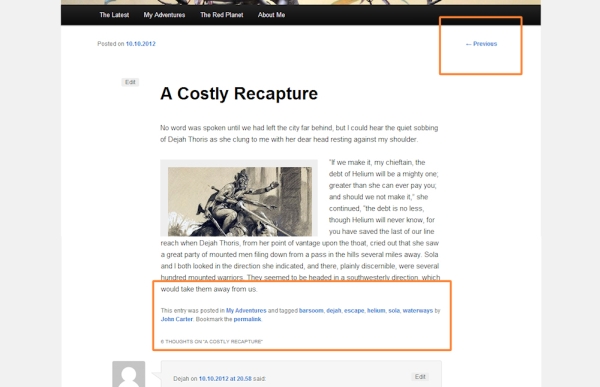 The Latest My Adventures The Red Planet About Me
Posted on 10.10.2012
← Previous
Edit
A Costly Recapture
No word was spoken until we had left the city far behind, but I could hear the quiet sobbing
of Dejah Thoris as she clung to me with her dear head resting against my shoulder.
"If we make it, my chieftain, the
debt of Helium will be a mighty one;
greater than she can ever pay you;
and should we not make it," she
continued, "the debt is no less,
though Helium will never know, for
you have saved the last of our line
reach when Dejah Thoris, from her point of vantage upon the thoat, cried out that she saw
a great party of mounted men filing down from a pass in the hills several miles away. Sola
and I both looked in the direction she indicated, and there, plainly discernible, were several
hundred mounted warriors. They seemed to be headed in a southwesterly direction, which
would take them away from us.
This entry was posted in My Adventures and tagged barsoom, dejah, escape, helium, sola, waterways by
John Carter. Bookmark the permalink.
6 THOUGHTS ON "A COSTLY RECAPTURE"
Dejah on 10.10.2012 at 20.58 said:
Edit